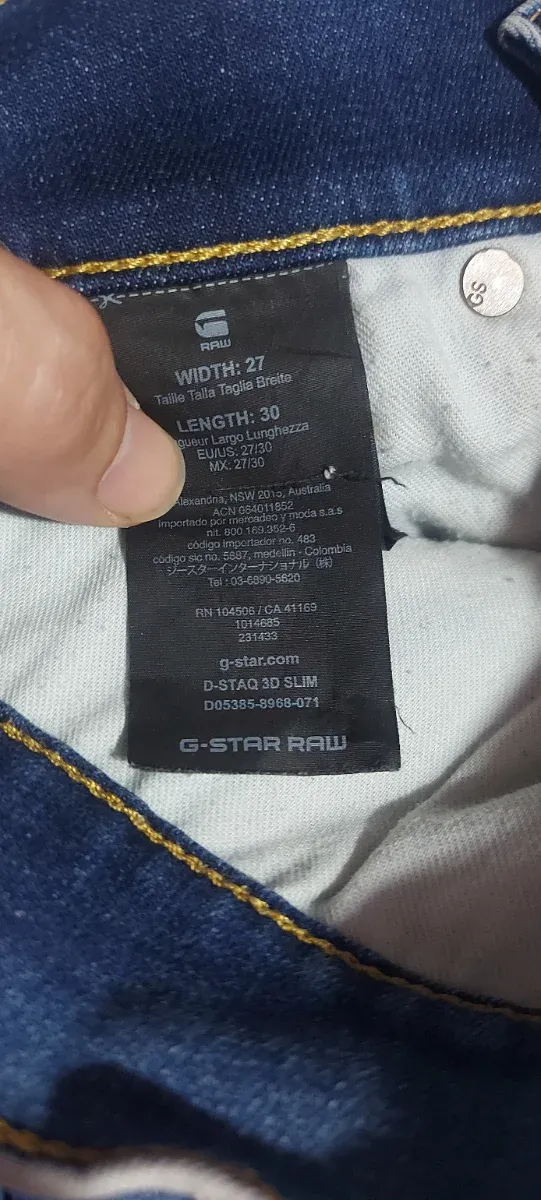 RAW
WIDTH: 27
Taille Talla Taglia Breite
LENGTH: 30
Largo Lunghezza
EU/US: 27/30
MX: 27/30
Alexandria, NSW 2015, Australia
ACN 064011852
importado por mercadeo y moda s.a.s
nit. 800.169.352-6
código importador no. 483
código sic no. 5887, medellin - Colombia
ジースターインターナショナル (株)
Tel : 03-6890-5620
RN 104506 / CA 41169
1014685
231433
g-star.com
D-STAQ 3D SLIM
D05385-8968-071
G-STAR RAW
GS